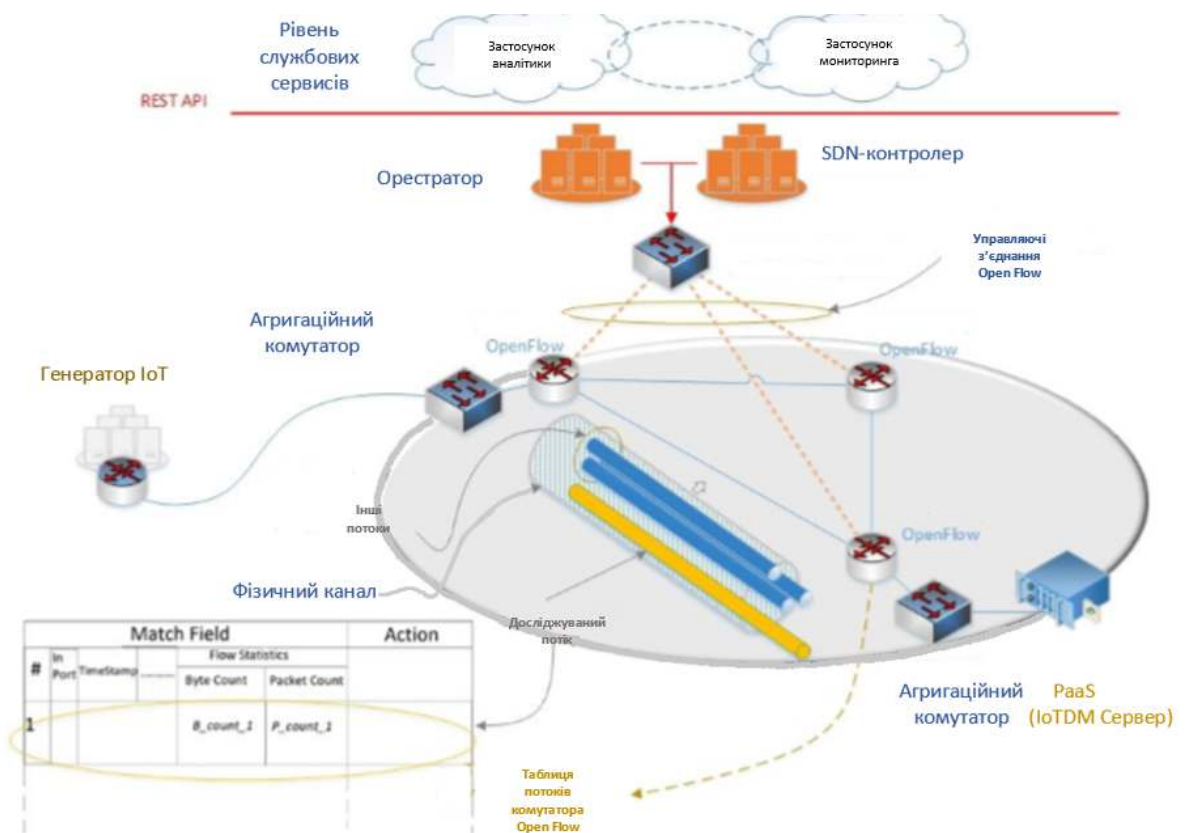 Рівень
службових
сервісів
Застосунок
аналітики
Застосунок
мониторинга
REST API
Орестратор
SDN-контролер
Управляючі
з’єднання
Open Flow
Агригаційний
комутатор
OpenFlow
OpenFlow
Генератор IoT
Інші
потоки
OpenFlow
Фізичний канал
Досліджуваний
потік
Match Field
Action
#
In
Port
TimeStamp
Flow Statistics
Byte Count
Packet Count
1
B_count_1
P_count_1
Агригаційний
комутатор
PaaS
(IoTDM Сервер)
Таблиця
потоків
комутатора
Open Flow